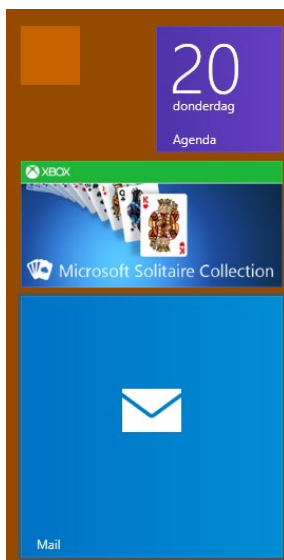 20
donderdag
Agenda
XBOX
K
Microsoft Solitaire Collection
K
Mail